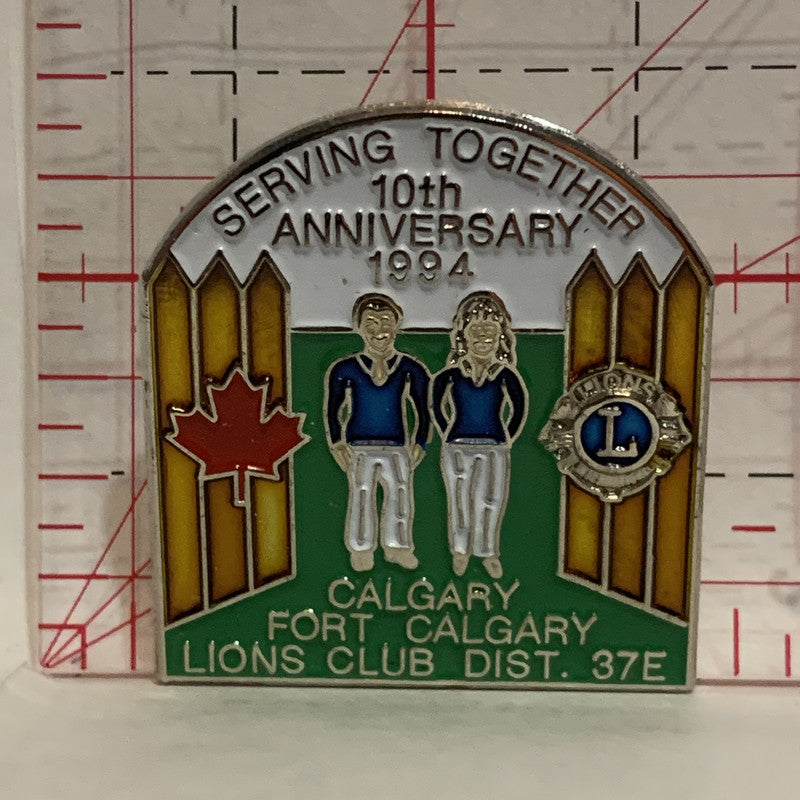 SERVING TOGETHER
10th
ANNIVERSARY
1994
LIONS
L
CALGARY
FORT CALGARY
LIONS CLUB DIST. 37E